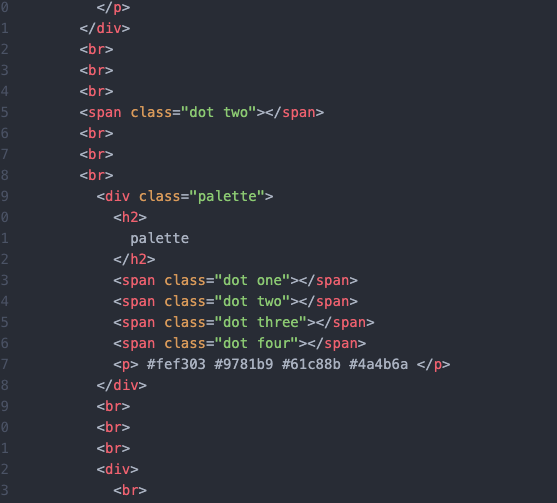 0 </p>
1 </div>
2 <br>
3 <br>
4 <br>
5 <span class="dot two"></span>
6 <br>
7 <br>
8 <br>
9 <div class="palette">
0 <h2>
1 palette
2 </h2>
3 <span class="dot one"></span>
4 <span class="dot two"></span>
5 <span class="dot three"></span>
6 <span class="dot four"></span>
7 <p> #fef303 #9781b9 #61c88b #4a4b6a </p>
8 </div>
9 <br>
0 <br>
1 <br>
2 <div>
3 <br>